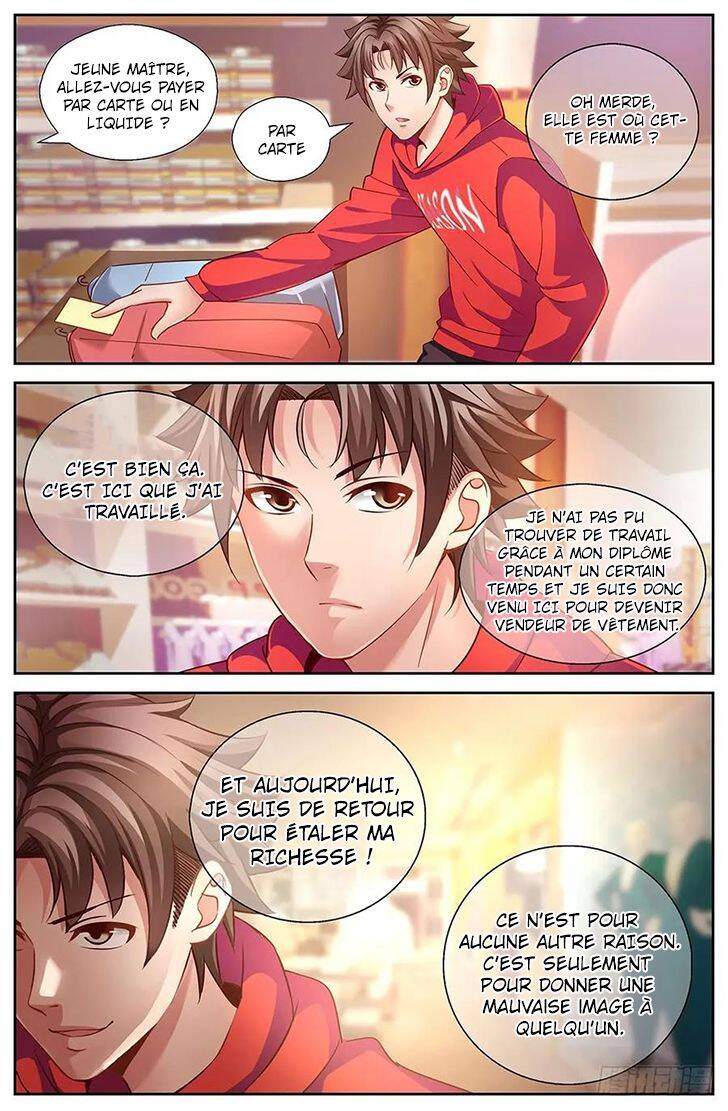 JEUNE MAÎTRE,
ALLEZ-VOUS PAYER
PAR CARTE OU EN
LIQUIDE ?
PAR
CARTE
OH MERDE,
ELLE EST OÙ CET-
TE FEMME ?
C'EST BIEN ÇA.
C'EST ICI QUE J'AI
TRAVAILLÉ.
JE N'AI PAS PU
TROUVER DE TRAVAIL
GRÂCE À MON DIPLÔME
PENDANT UN CERTAIN
TEMPS ET JE SUIS DONC
VENU ICI POUR DEVENIR
VENDEUR DE VÊTEMENT.
ET AUJOURD'HUI,
JE SUIS DE RETOUR
POUR ÉTALER MA
RICHESSE !
CE N'EST POUR
AUCUNE AUTRE RAISON.
C'EST SEULEMENT
POUR DONNER UNE
MAUVAISE IMAGE À
QUELQU'UN.